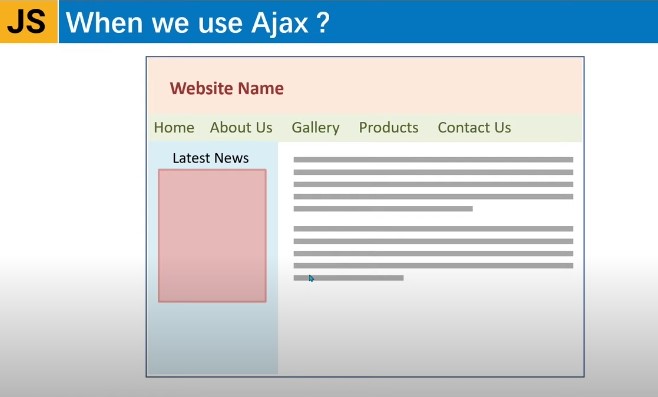 JS When we use Ajax ?
Website Name
Home About Us Gallery Products Contact Us
Latest News